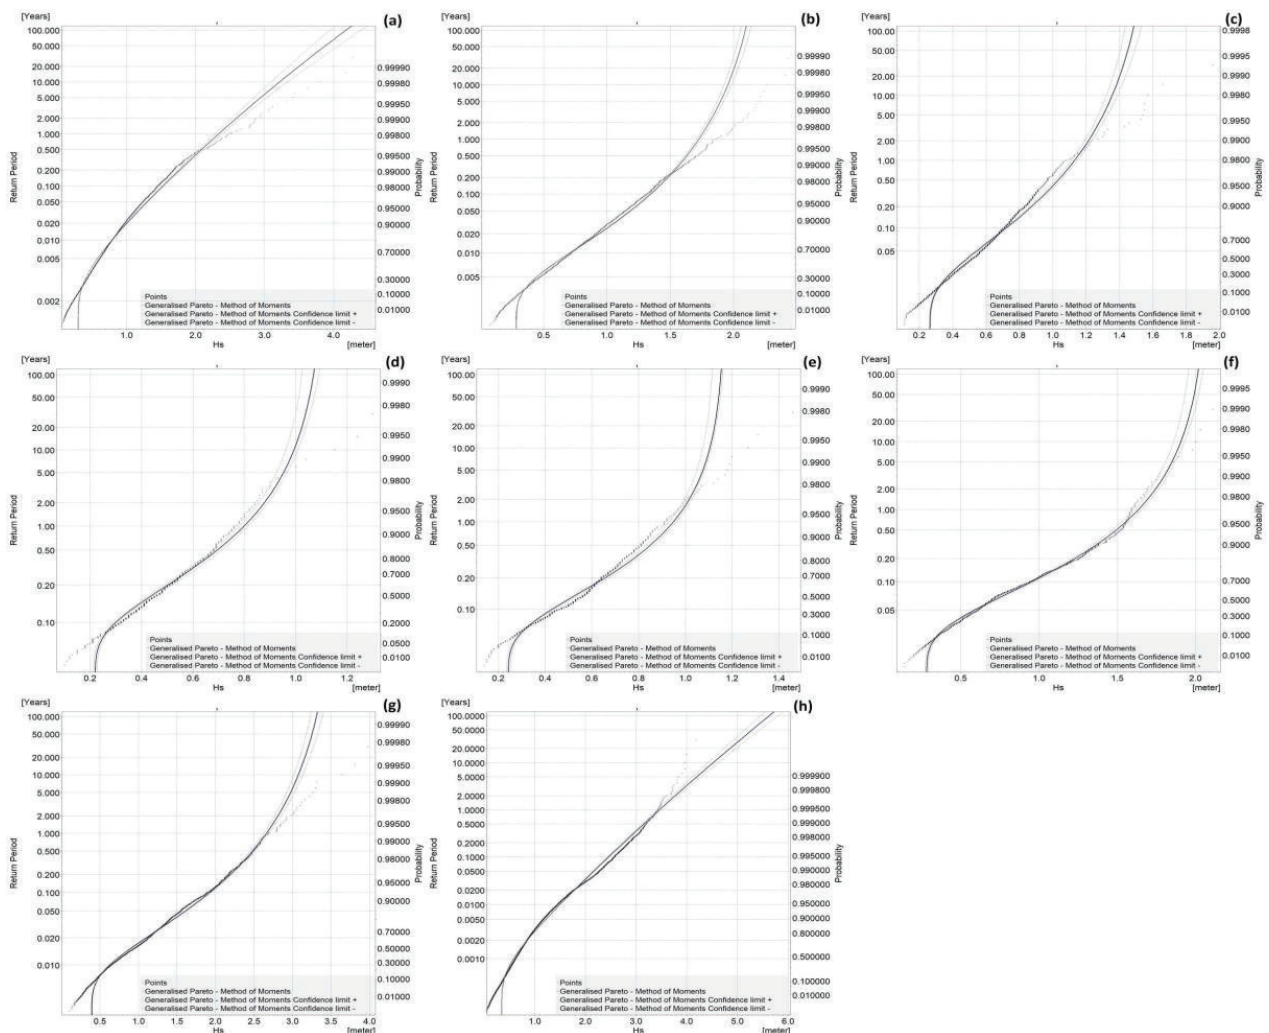 [Years]
(a)
100.000
50.000
20.000
10.000
5.000
2.000
1.000
0.500
0.200
0.100
0.050
0.020
0.010
0.005
0.002
Return Period
0.99990
0.99980
0.99950
0.99900
0.99800
0.99500
0.99000
0.98000
0.95000
0.90000
0.70000
0.30000
0.10000
0.01000
Probability
Points
Generalised Pareto - Method of Moments
Generalised Pareto - Method of Moments Confidence limit +
Generalised Pareto - Method of Moments Confidence limit -
1.0 2.0 3.0 4.0
Hs [meter]
[Years]
(b)
100.000
50.000
20.000
10.000
5.000
2.000
1.000
0.500
0.200
0.100
0.050
0.020
0.010
0.005
Return Period
0.99990
0.99980
0.99950
0.99900
0.99800
0.99500
0.99000
0.98000
0.95000
0.90000
0.70000
0.30000
0.10000
0.01000
Probability
Points
Generalised Pareto - Method of Moments
Generalised Pareto - Method of Moments Confidence limit +
Generalised Pareto - Method of Moments Confidence limit -
0.5 1.0 1.5 2.0
Hs [meter]
[Years]
(c)
100.00
50.00
20.00
10.00
5.00
2.00
1.00
0.50
0.20
0.10
0.05
Return Period
0.9998
0.9995
0.9990
0.9980
0.9950
0.9900
0.9800
0.9500
0.9000
0.7000
0.5000
0.3000
0.1000
0.0100
Probability
Points
Generalised Pareto - Method of Moments
Generalised Pareto - Method of Moments Confidence limit +
Generalised Pareto - Method of Moments Confidence limit -
0.2 0.4 0.6 0.8 1.0 1.2 1.4 1.6 1.8 2.0
Hs [meter]
[Years]
(d)
100.00
50.00
20.00
10.00
5.00
2.00
1.00
0.50
0.20
0.10
Return Period
0.9990
0.9980
0.9950
0.9900
0.9800
0.9500
0.9000
0.8000
0.7000
0.5000
0.2000
0.0500
0.0100
Probability
Points
Generalised Pareto - Method of Moments
Generalised Pareto - Method of Moments Confidence limit +
Generalised Pareto - Method of Moments Confidence limit -
0.2 0.4 0.6 0.8 1.0 1.2
Hs [meter]
[Years]
(e)
100.00
50.00
20.00
10.00
5.00
2.00
1.00
0.50
0.20
0.10
Return Period
0.9990
0.9980
0.9950
0.9900
0.9800
0.9500
0.9000
0.8000
0.7000
0.5000
0.3000
0.1000
0.0100
Probability
Points
Generalised Pareto - Method of Moments
Generalised Pareto - Method of Moments Confidence limit +
Generalised Pareto - Method of Moments Confidence limit -
0.2 0.4 0.6 0.8 1.0 1.2 1.4
Hs [meter]
[Years]
(f)
100.00
50.00
20.00
10.00
5.00
2.00
1.00
0.50
0.20
0.10
0.05
Return Period
0.9995
0.9990
0.9980
0.9950
0.9900
0.9800
0.9500
0.9000
0.7000
0.5000
0.3000
0.1000
0.0100
Probability
Points
Generalised Pareto - Method of Moments
Generalised Pareto - Method of Moments Confidence limit +
Generalised Pareto - Method of Moments Confidence limit -
0.5 1.0 1.5 2.0
Hs [meter]
[Years]
(g)
100.000
50.000
20.000
10.000
5.000
2.000
1.000
0.500
0.200
0.100
0.050
0.020
0.010
Return Period
0.99990
0.99980
0.99950
0.99900
0.99800
0.99500
0.99000
0.98000
0.95000
0.90000
0.70000
0.50000
0.30000
0.10000
0.01000
Probability
Points
Generalised Pareto - Method of Moments
Generalised Pareto - Method of Moments Confidence limit +
Generalised Pareto - Method of Moments Confidence limit -
0.5 1.0 1.5 2.0 2.5 3.0 3.5 4.0
Hs [meter]
[Years]
(h)
100.0000
50.0000
20.0000
10.0000
5.0000
2.0000
1.0000
0.5000
0.2000
0.1000
0.0500
0.0200
0.0100
0.0050
0.0020
0.0010
Return Period
0.999900
0.999800
0.999500
0.999000
0.998000
0.995000
0.990000
0.980000
0.950000
0.900000
0.800000
0.500000
0.100000
0.010000
Probability
Points
Generalised Pareto - Method of Moments
Generalised Pareto - Method of Moments Confidence limit +
Generalised Pareto - Method of Moments Confidence limit -
1.0 2.0 3.0 4.0 5.0 6.0
Hs [meter]